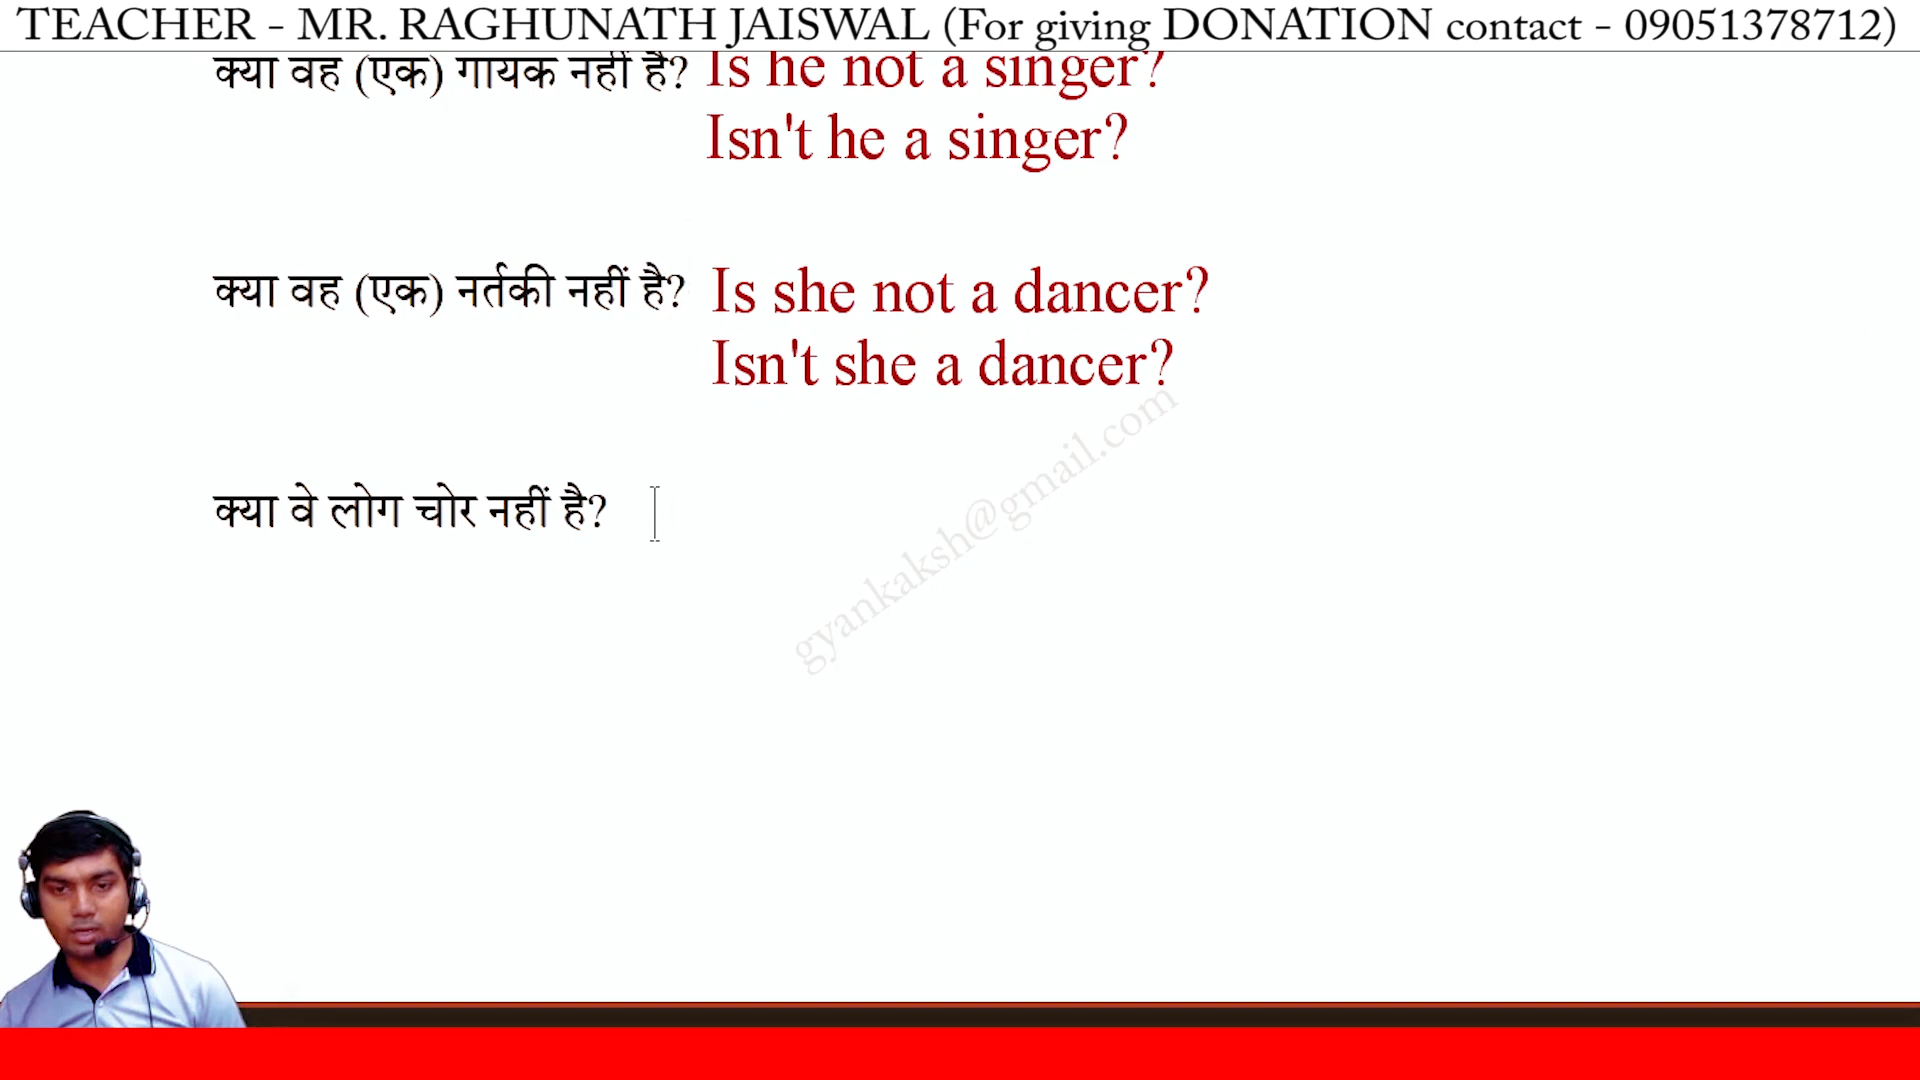 TEACHER - MR. RAGHUNATH JAISWAL (For giving DONATION contact - 09051378712)
क्या वह (एक) गायक नहीं है? Is he not a singer?
Isn't he a singer?
क्या वह (एक) नर्तकी नहीं है? Is she not a dancer?
Isn't she a dancer?
क्या वे लोग चोर नहीं है?
gyankaksh@gmail.com